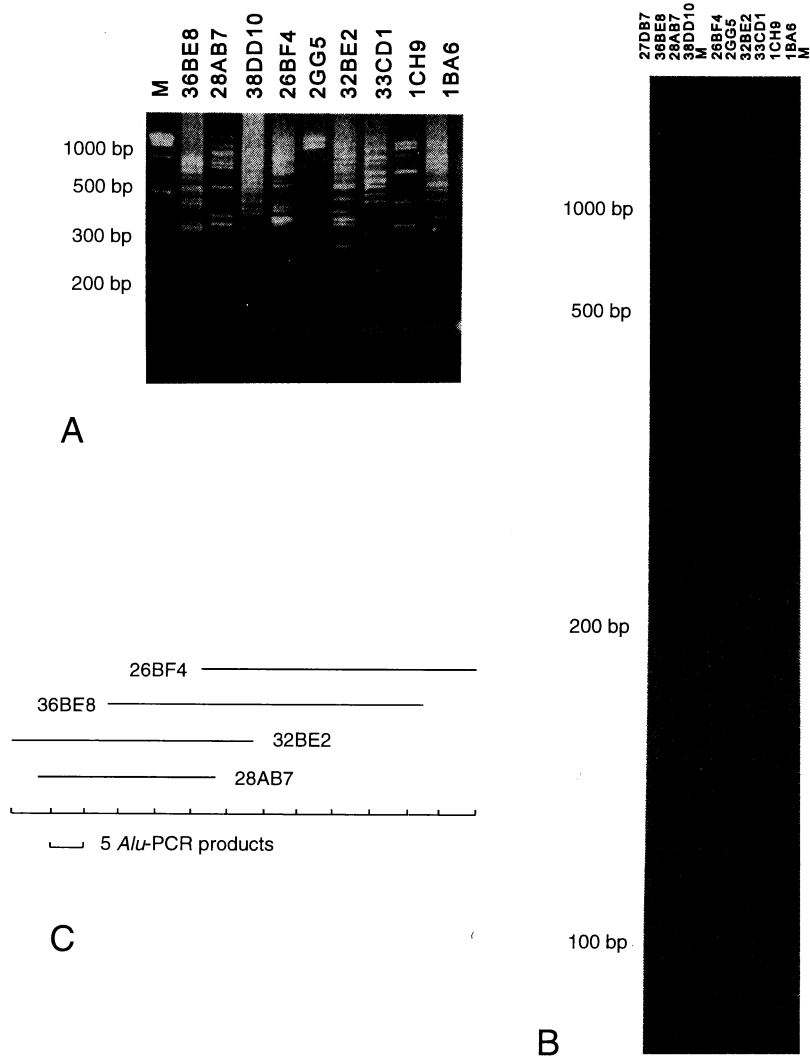 M
36BE8
28AB7
38DD10
26BF4
2GG5
32BE2
33CD1
1CH9
1BA6
1000 bp
500 bp
300 bp
200 bp
A
27DB7
36BE8
28AB7
38DD10
M
26BF4
2GG5
32BE2
33CD1
1CH9
1BA6
M
1000 bp
500 bp
200 bp
100 bp
B
26BF4
36BE8
32BE2
28AB7
5 Alu-PCR products
C